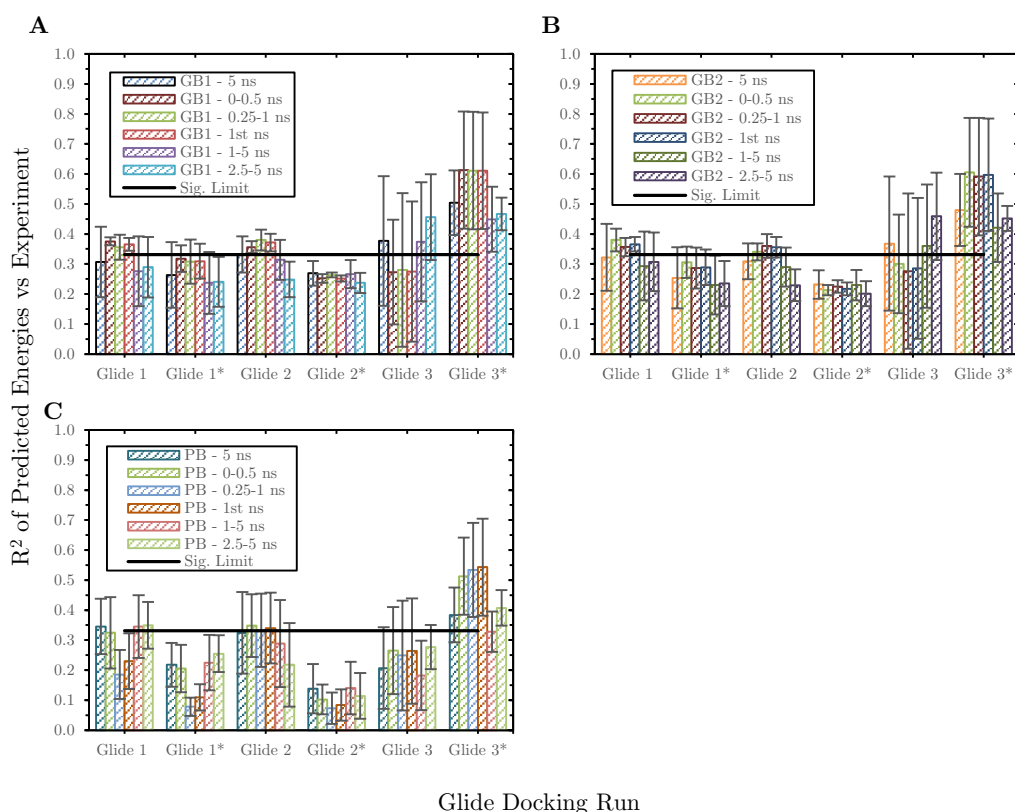 A
1.0
0.9
0.8
0.7
0.6
0.5
0.4
0.3
0.2
0.1
0.0
GB1 - 5 ns
GB1 - 0-0.5 ns
GB1 - 0.25-1 ns
GB1 - 1st ns
GB1 - 1-5 ns
GB1 - 2.5-5 ns
Sig. Limit
Glide 1 Glide 1* Glide 2 Glide 2* Glide 3 Glide 3*
B
1.0
0.9
0.8
0.7
0.6
0.5
0.4
0.3
0.2
0.1
0.0
GB2 - 5 ns
GB2 - 0-0.5 ns
GB2 - 0.25-1 ns
GB2 - 1st ns
GB2 - 1-5 ns
GB2 - 2.5-5 ns
Sig. Limit
Glide 1 Glide 1* Glide 2 Glide 2* Glide 3 Glide 3*
C
1.0
0.9
0.8
0.7
0.6
0.5
0.4
0.3
0.2
0.1
0.0
PB - 5 ns
PB - 0-0.5 ns
PB - 0.25-1 ns
PB - 1st ns
PB - 1-5 ns
PB - 2.5-5 ns
Sig. Limit
Glide 1 Glide 1* Glide 2 Glide 2* Glide 3 Glide 3*
R² of Predicted Energies vs Experiment
Glide Docking Run